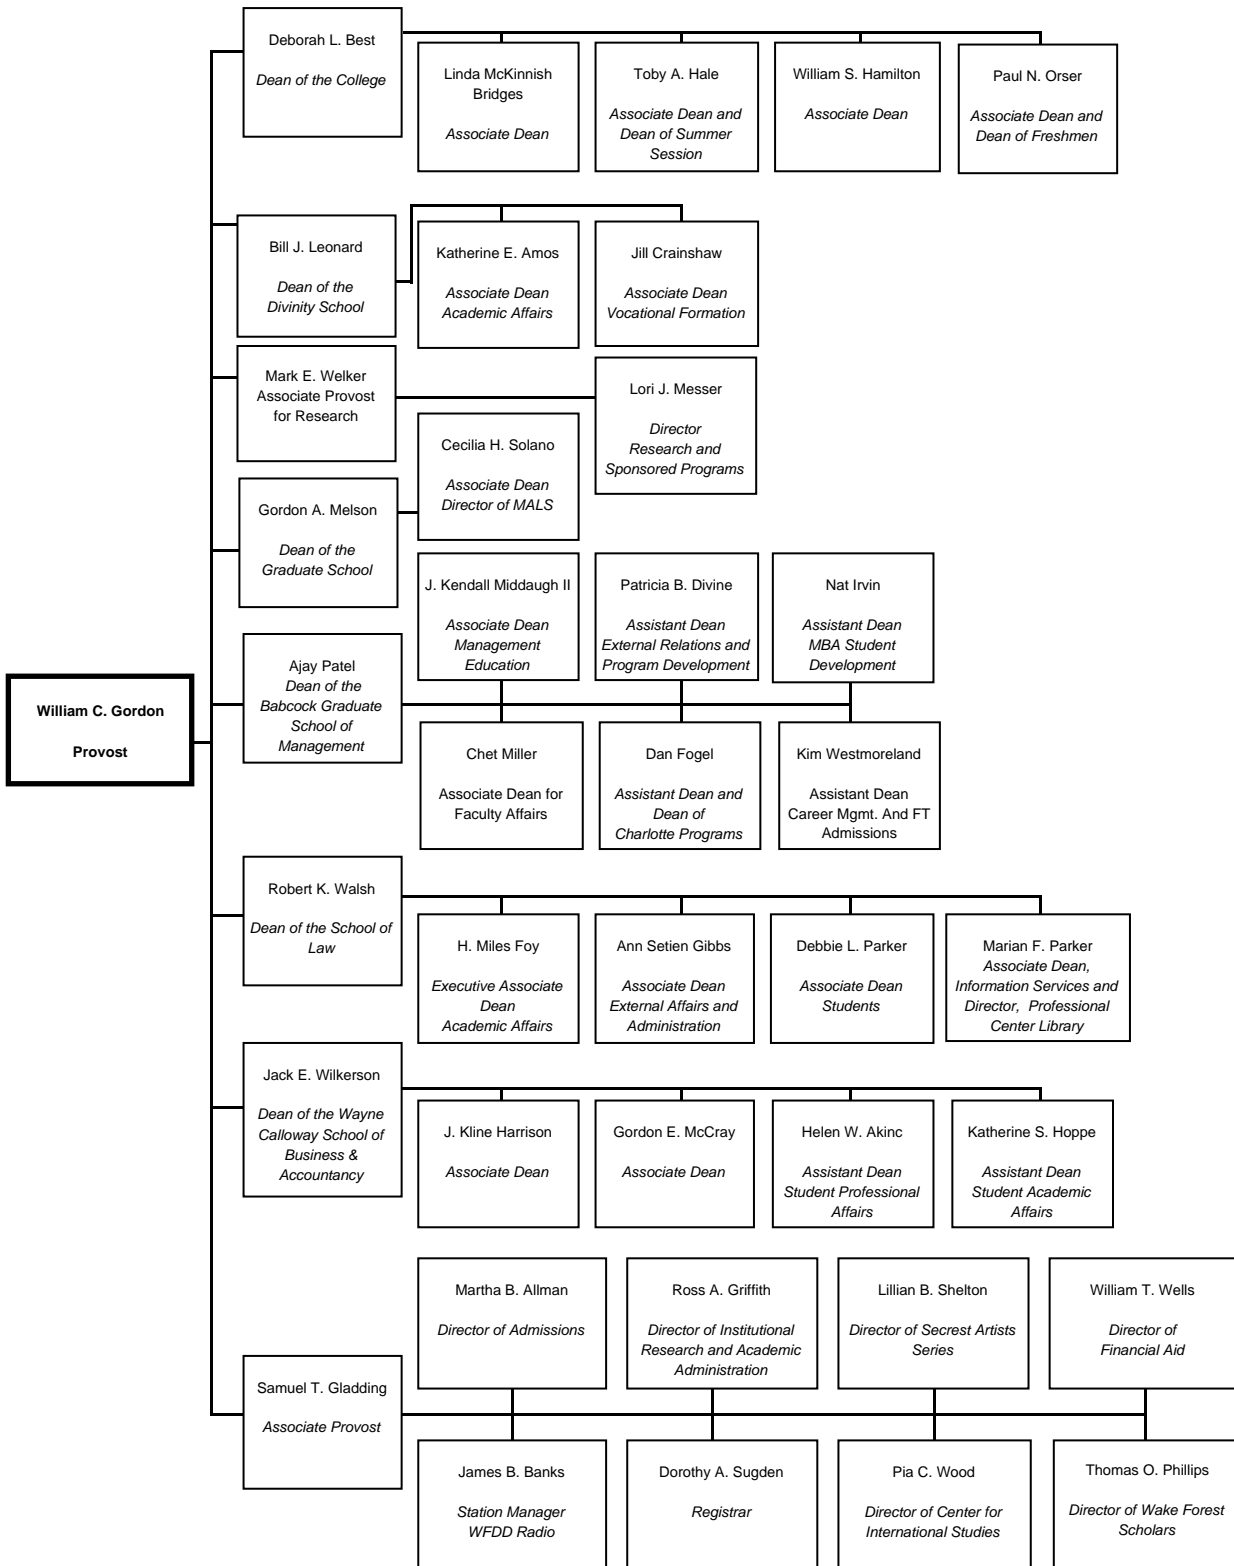 William C. Gordon
Provost
Deborah L. Best
Dean of the College
Linda McKinnish
Bridges
Associate Dean
Toby A. Hale
Associate Dean and
Dean of Summer
Session
William S. Hamilton
Associate Dean
Paul N. Orser
Associate Dean and
Dean of Freshmen
Bill J. Leonard
Dean of the
Divinity School
Katherine E. Amos
Associate Dean
Academic Affairs
Jill Crainshaw
Associate Dean
Vocational Formation
Mark E. Welker
Associate Provost
for Research
Lori J. Messer
Director
Research and
Sponsored Programs
Gordon A. Melson
Dean of the
Graduate School
Cecilia H. Solano
Associate Dean
Director of MALS
Ajay Patel
Dean of the
Babcock Graduate
School of
Management
J. Kendall Middaugh II
Associate Dean
Management
Education
Patricia B. Divine
Assistant Dean
External Relations and
Program Development
Nat Irvin
Assistant Dean
MBA Student
Development
Chet Miller
Associate Dean for
Faculty Affairs
Dan Fogel
Assistant Dean and
Dean of
Charlotte Programs
Kim Westmoreland
Assistant Dean
Career Mgmt. And FT
Admissions
Robert K. Walsh
Dean of the School of
Law
H. Miles Foy
Executive Associate
Dean
Academic Affairs
Ann Setien Gibbs
Associate Dean
External Affairs and
Administration
Debbie L. Parker
Associate Dean
Students
Marian F. Parker
Associate Dean,
Information Services and
Director, Professional
Center Library
Jack E. Wilkerson
Dean of the Wayne
Calloway School of
Business &
Accountancy
J. Kline Harrison
Associate Dean
Gordon E. McCray
Associate Dean
Helen W. Akinc
Assistant Dean
Student Professional
Affairs
Katherine S. Hoppe
Assistant Dean
Student Academic
Affairs
Samuel T. Gladding
Associate Provost
Martha B. Allman
Director of Admissions
Ross A. Griffith
Director of Institutional
Research and Academic
Administration
Lillian B. Shelton
Director of Secrest Artists
Series
William T. Wells
Director of
Financial Aid
James B. Banks
Station Manager
WFDD Radio
Dorothy A. Sugden
Registrar
Pia C. Wood
Director of Center for
International Studies
Thomas O. Phillips
Director of Wake Forest
Scholars